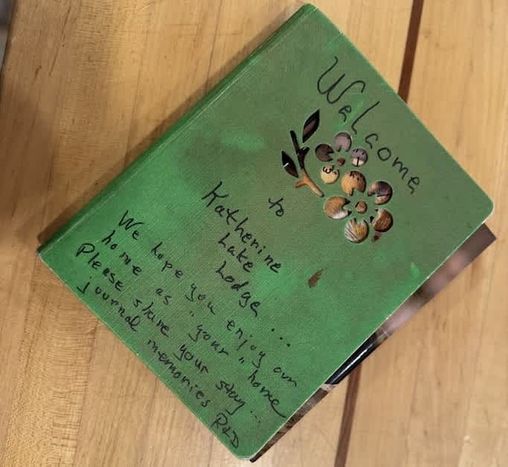 Welcome
to
Katherine
Lake
Lodge
We hope you enjoy our
home as "your" home
Please share your stay...
Journal memories R&D